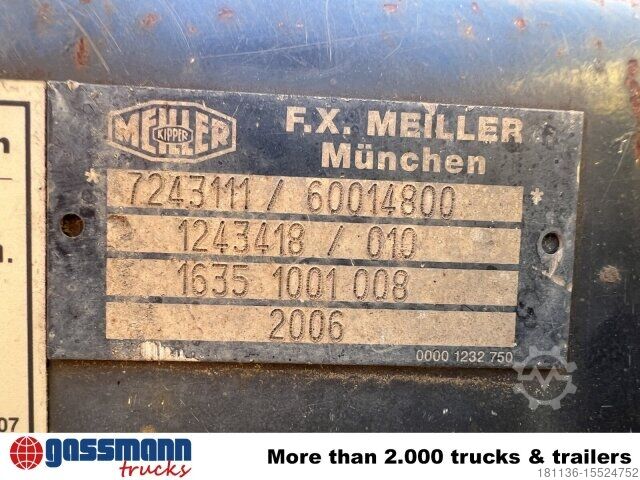 MEILLER
KIPPER
F.X. MEILLER
München
* 7243111 / 60014800 *
1243418 / 010
1635 1001 008
2006
0000 1232 750
n
n.
07
gassmann
trucks
More than 2.000 trucks & trailers
181136-15524752